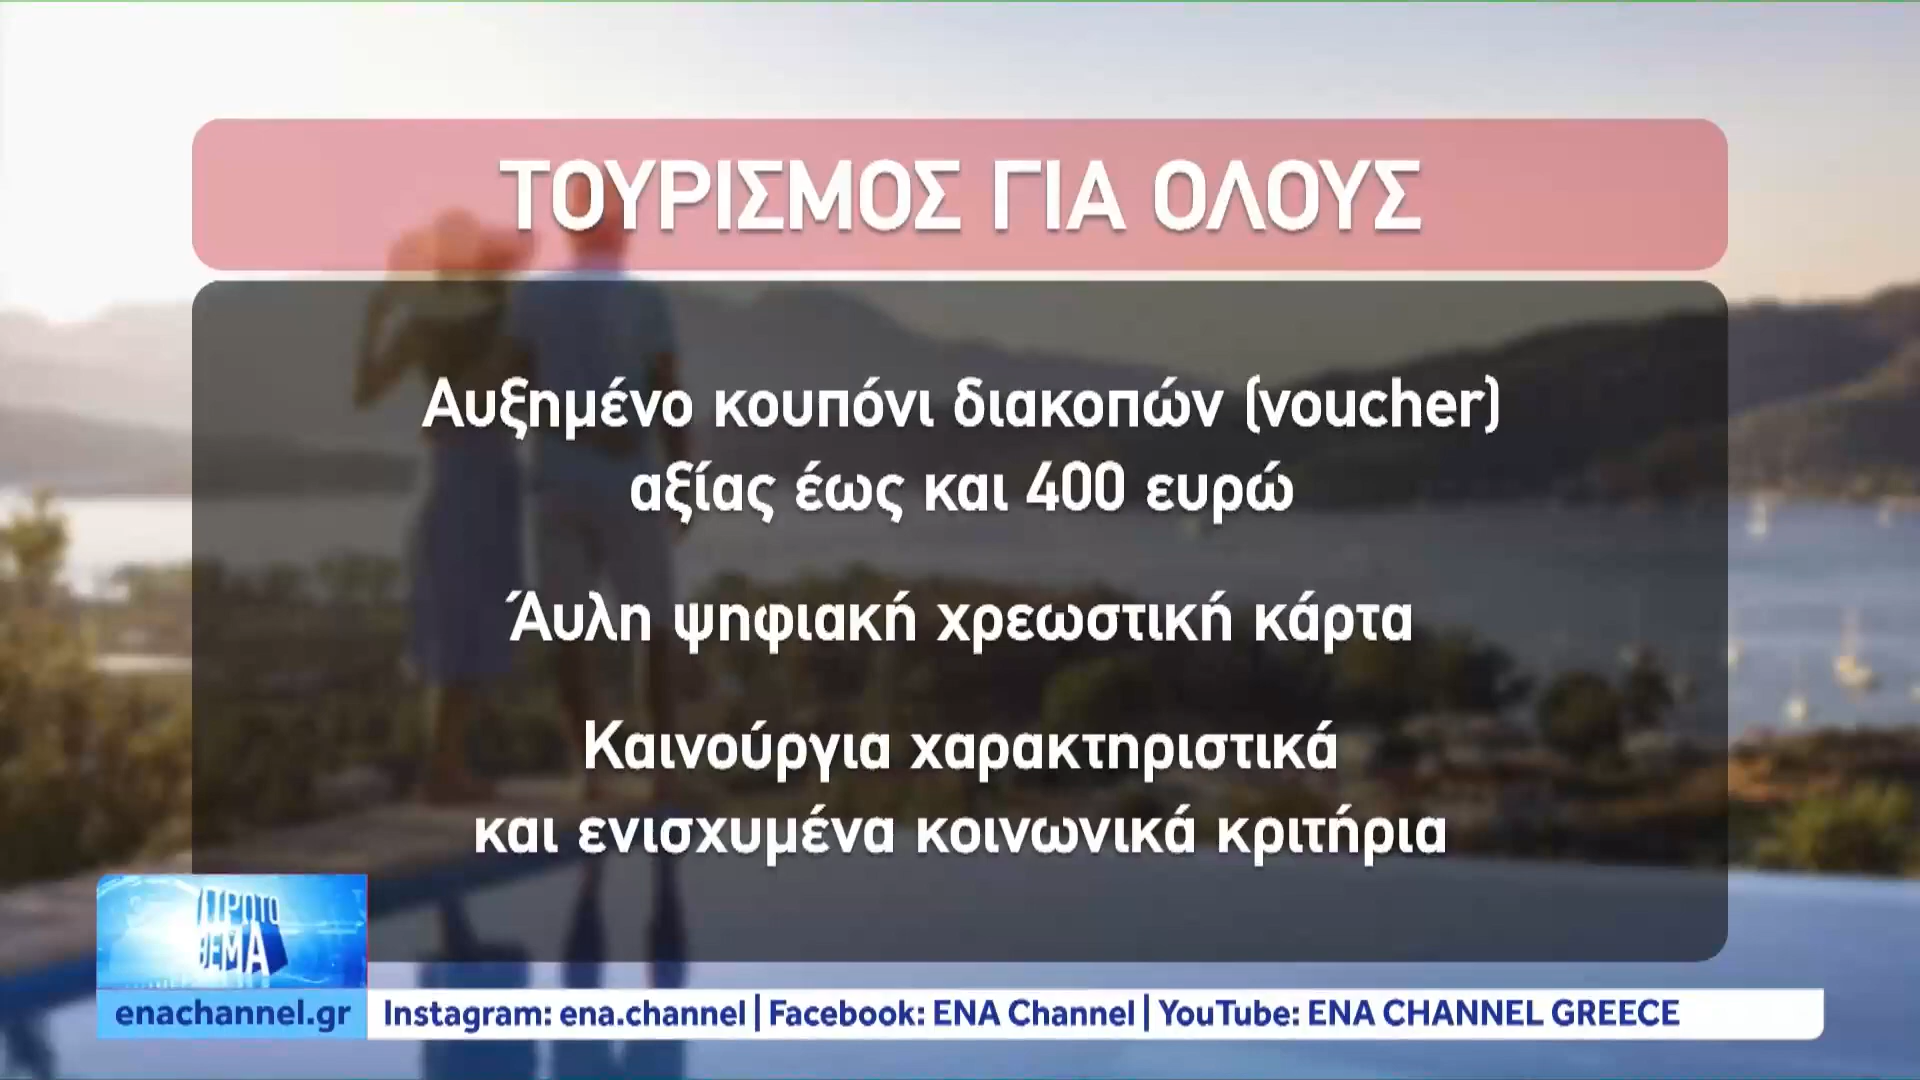 ΤΟΥΡΙΣΜΟΣ ΓΙΑ ΟΛΟΥΣ
Αυξημένο κουπόνι διακοπών (voucher)
αξίας έως και 400 ευρώ
Άυλη ψηφιακή χρεωστική κάρτα
Καινούργια χαρακτηριστικά
και ενισχυμένα κοινωνικά κριτήρια
ΠΡΩΤΟ
ΘΕΜΑ
enachannel.gr
Instagram: ena.channel | Facebook: ENA Channel | YouTube: ENA CHANNEL GREECE